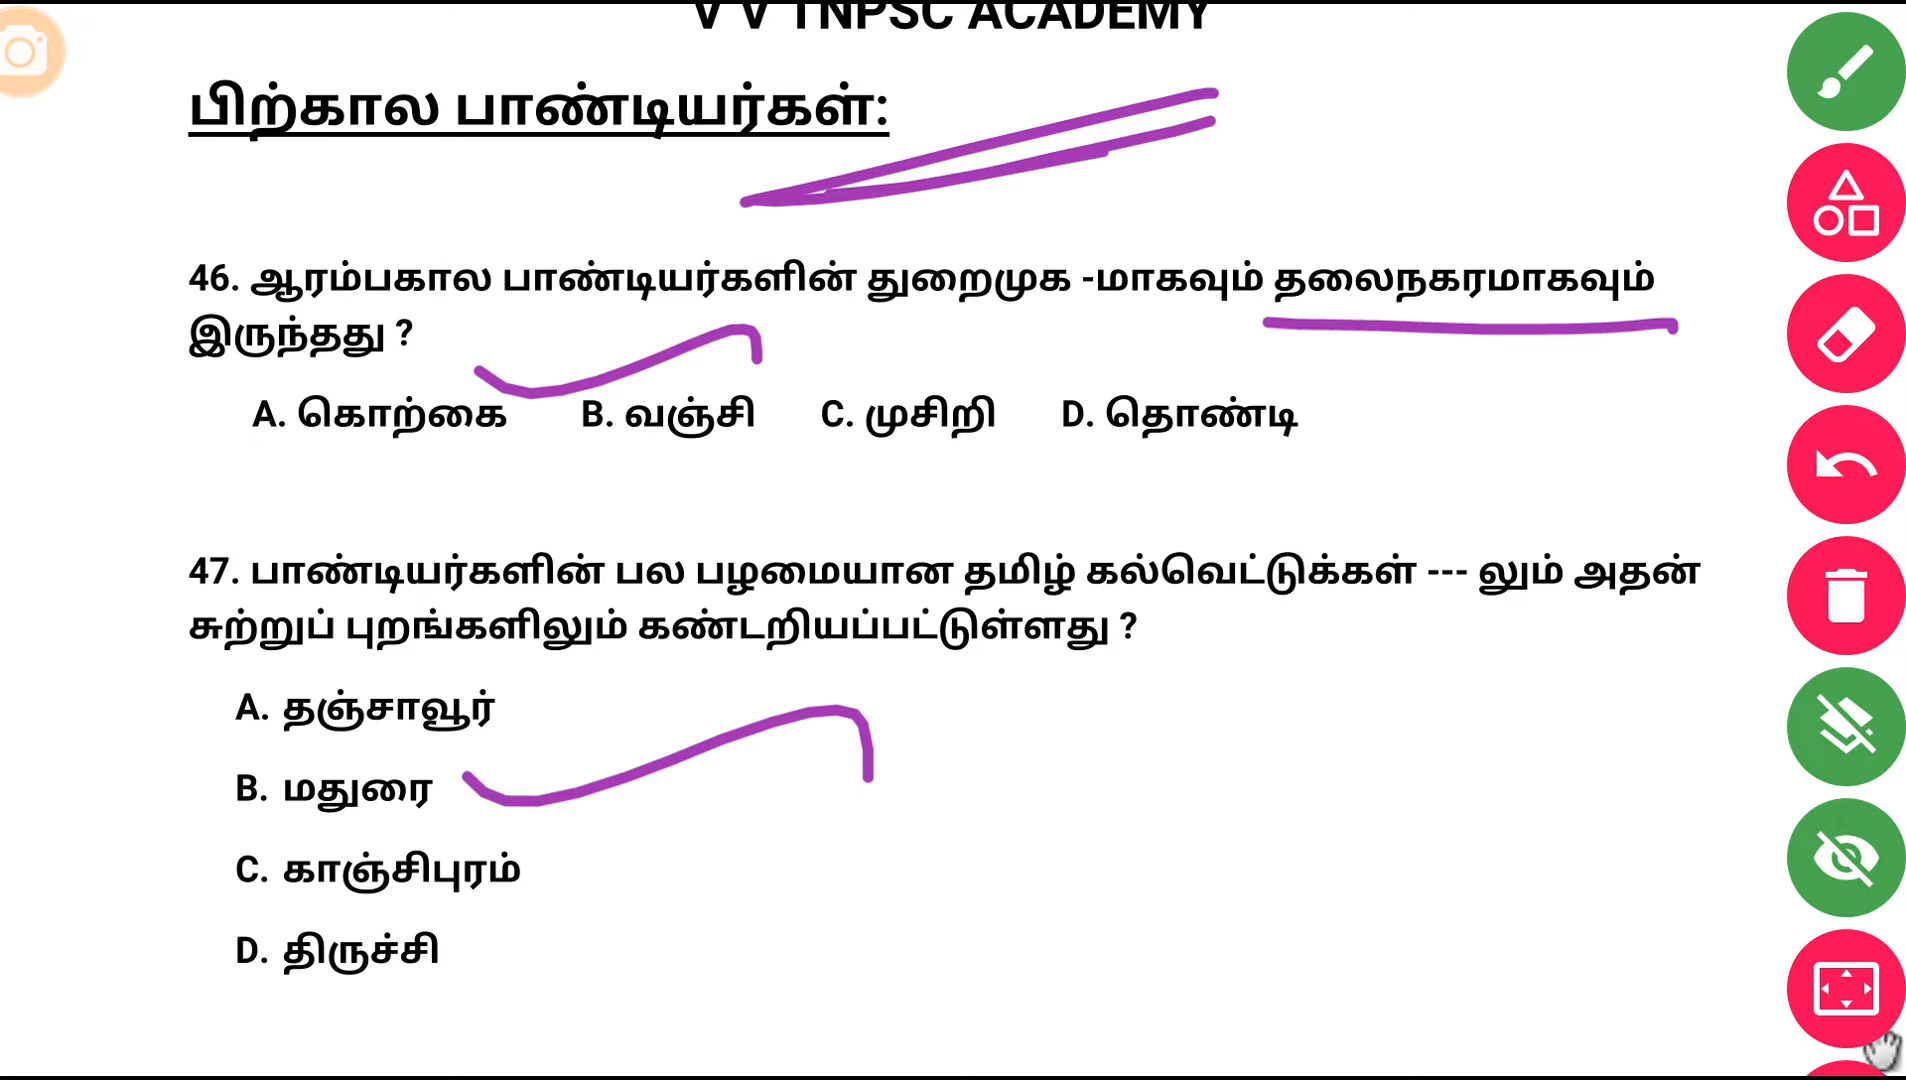 V V TNPSC ACADEMY
பிற்கால பாண்டியர்கள்:
46. ஆரம்பகால பாண்டியர்களின் துறைமுக -மாகவும் தலைநகரமாகவும்
இருந்தது ?
A. கொற்கை B. வஞ்சி C. முசிறி D. தொண்டி
47. பாண்டியர்களின் பல பழமையான தமிழ் கல்வெட்டுக்கள் --- லும் அதன்
சுற்றுப் புறங்களிலும் கண்டறியப்பட்டுள்ளது ?
A. தஞ்சாவூர்
B. மதுரை
C. காஞ்சிபுரம்
D. திருச்சி